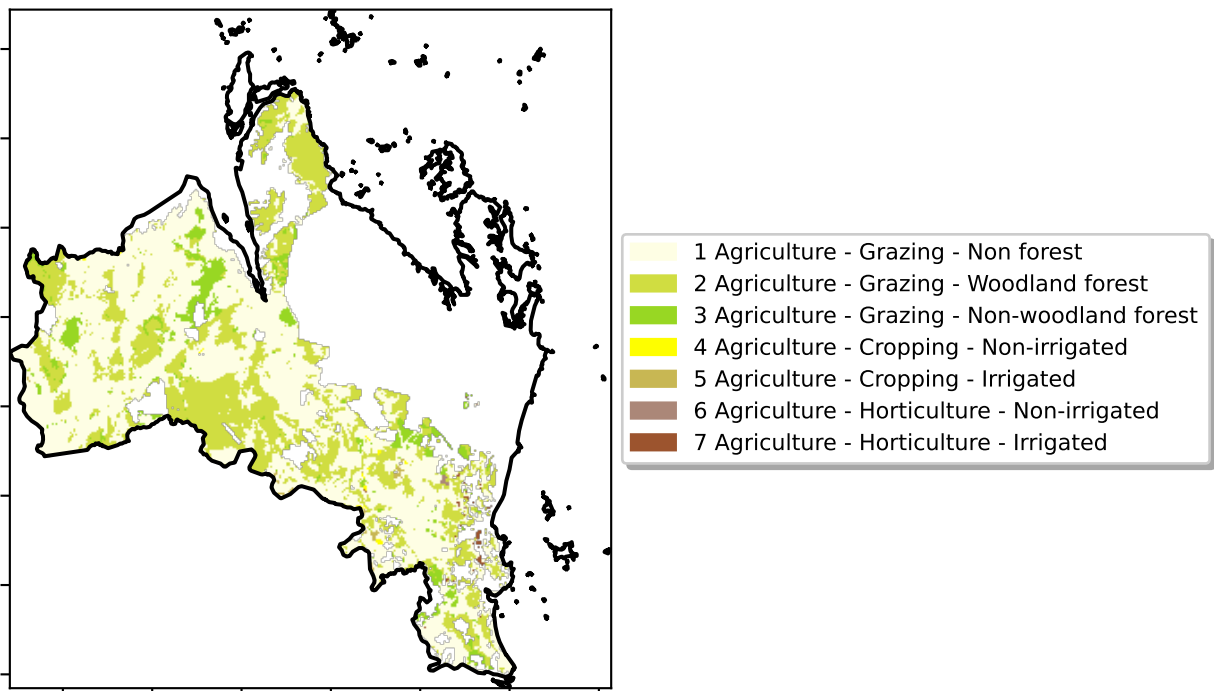 1 Agriculture - Grazing - Non forest
2 Agriculture - Grazing - Woodland forest
3 Agriculture - Grazing - Non-woodland forest
4 Agriculture - Cropping - Non-irrigated
5 Agriculture - Cropping - Irrigated
6 Agriculture - Horticulture - Non-irrigated
7 Agriculture - Horticulture - Irrigated